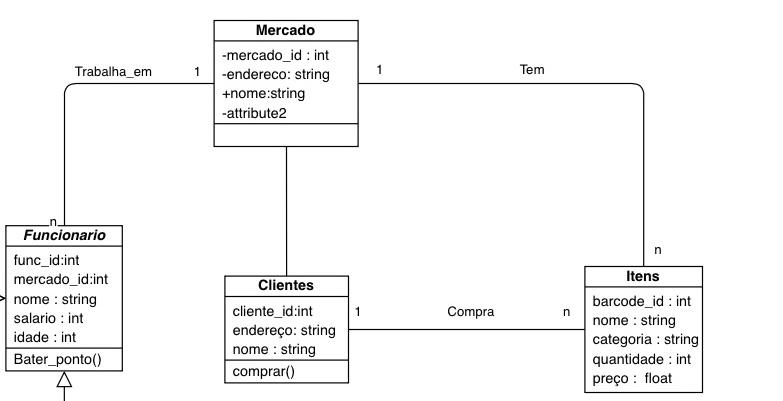 Mercado
-mercado_id : int
-endereco: string
+nome:string
-attribute2
Trabalha_em
1
1
Tem
n
Funcionario
func_id:int
mercado_id:int
nome : string
salario : int
idade : int
Bater_ponto()
Clientes
cliente_id:int
endereço: string
nome : string
comprar()
1
Compra
n
n
Itens
barcode_id : int
nome : string
categoria : string
quantidade : int
preço : float